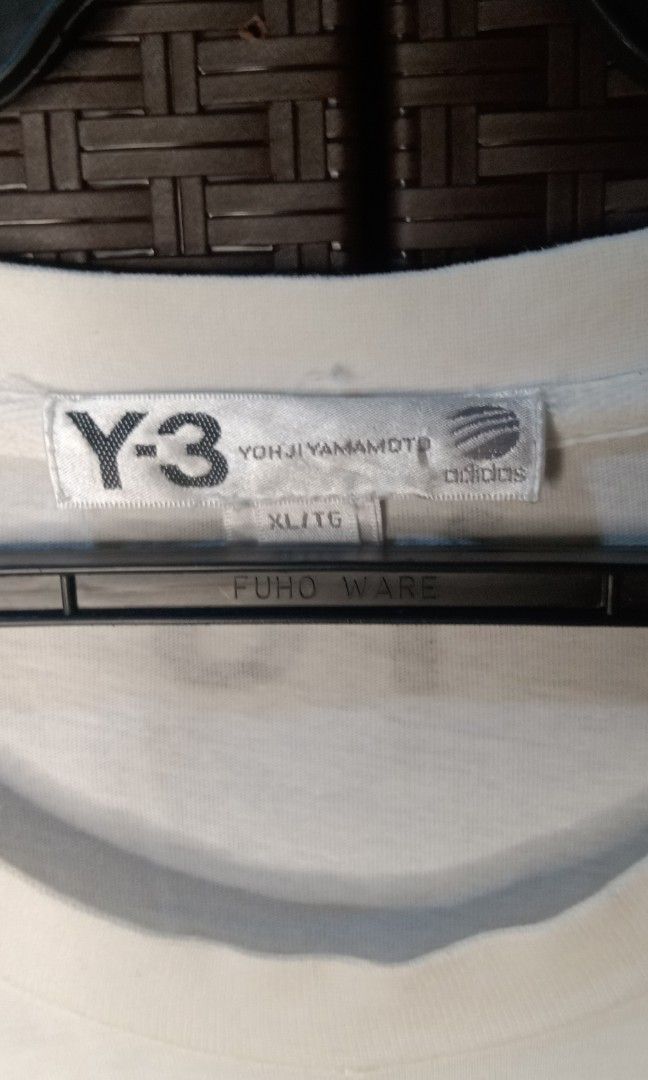 Y-3 YOHJI YAMAMOTO adidas
XL/TG
FUHO WARE